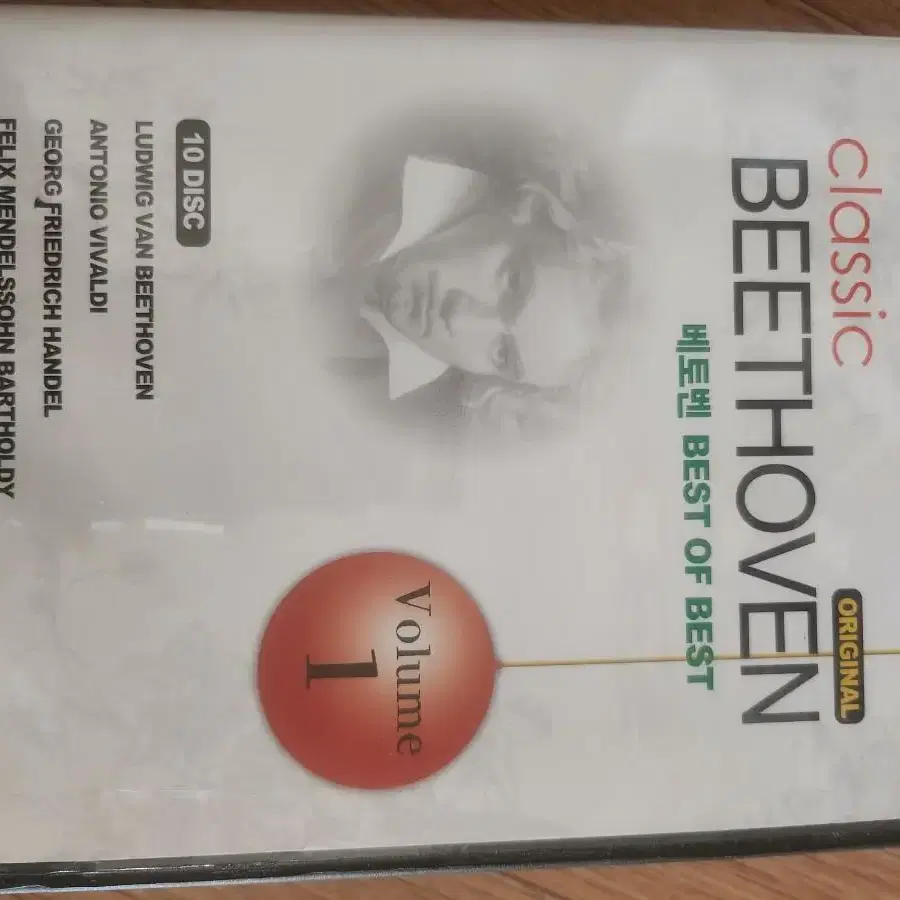 classic
ORIGINAL
BEETHOVEN
베토벤 BEST OF BEST
Volume
1
10 DISC
LUDWIG VAN BEETHOVEN
ANTONIO VIVALDI
GEORG FRIEDRICH HANDEL
FELIX MENDELSSOHN BARTHOLDY